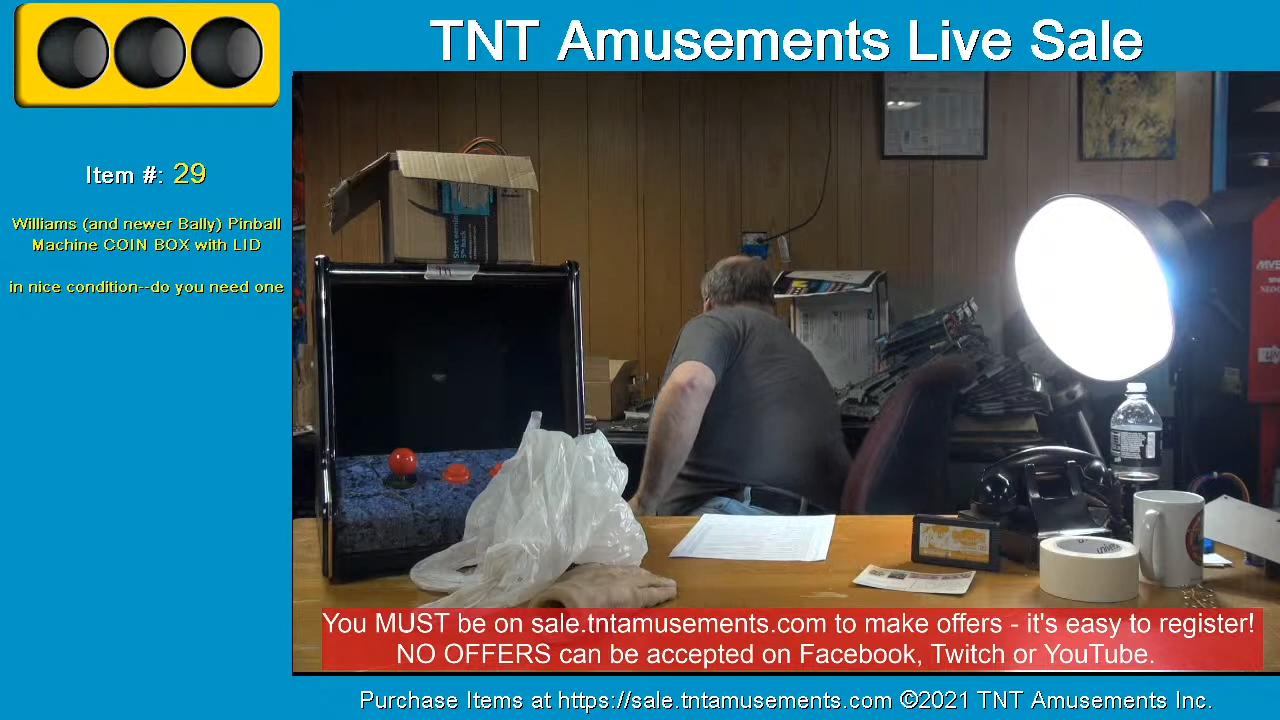 TNT Amusements Live Sale
Item #: 29
Williams (and newer Bally) Pinball
Machine COIN BOX with LID
in nice condition--do you need one
You MUST be on sale.tntamusements.com to make offers - it's easy to register!
NO OFFERS can be accepted on Facebook, Twitch or YouTube.
Purchase Items at https://sale.tntamusements.com ©2021 TNT Amusements Inc.